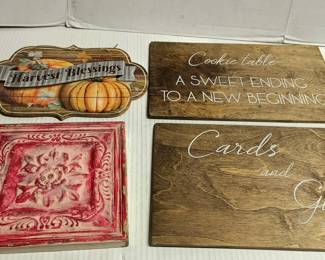 Harvest Blessings
Cookie table
A SWEET ENDING
TO A NEW BEGINNING
Cards
and